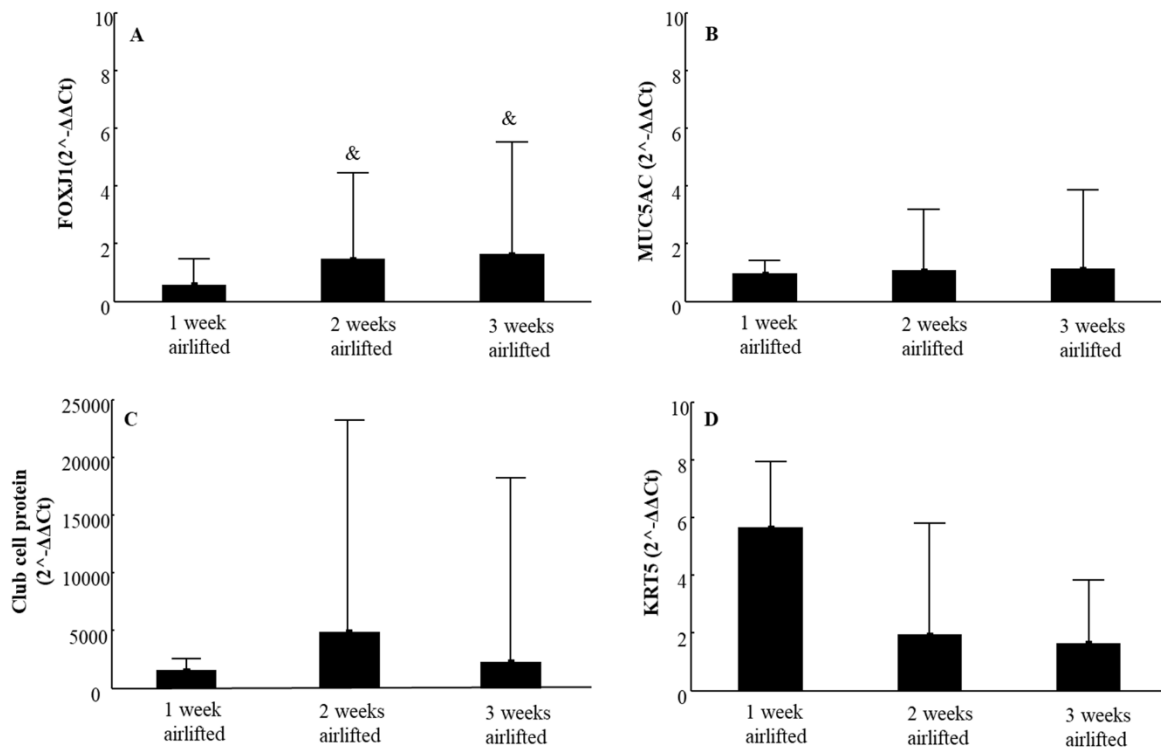 A
FOXJ1(2^-ΔΔCt)
10
8
6
4
2
0
&
&
1 week
airlifted
2 weeks
airlifted
3 weeks
airlifted
B
MUC5AC (2^-ΔΔCt)
10
8
6
4
2
0
1 week
airlifted
2 weeks
airlifted
3 weeks
airlifted
C
Club cell protein
(2^-ΔΔCt)
25000
20000
15000
10000
5000
0
1 week
airlifted
2 weeks
airlifted
3 weeks
airlifted
D
KRT5 (2^-ΔΔCt)
10
8
6
4
2
0
1 week
airlifted
2 weeks
airlifted
3 weeks
airlifted